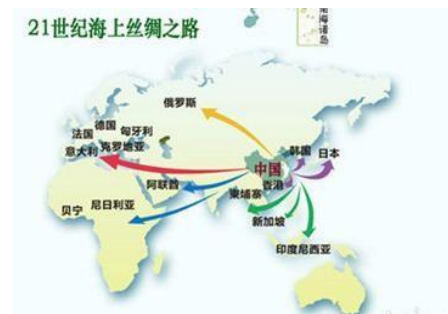 21世纪海上丝绸之路
南海诸岛
俄罗斯
德国
法国
匈牙利
意大利
克罗地亚
韩国
日本
中国
阿联酋
香港
柬埔寨
贝宁
尼日利亚
新加坡
印度尼西亚